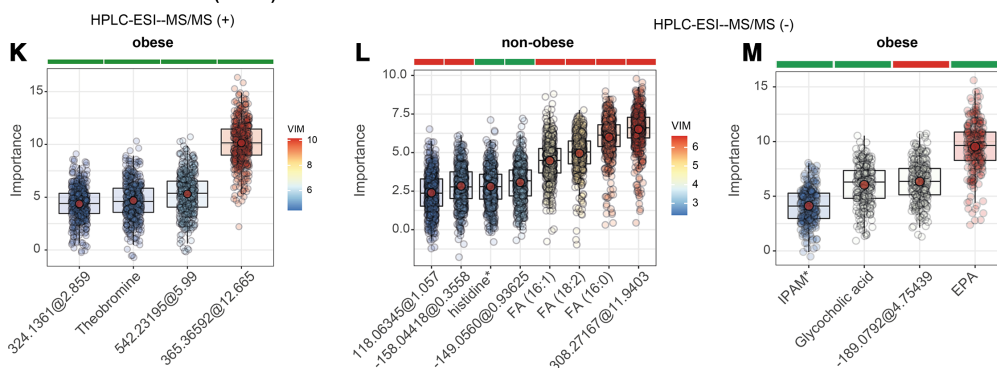 HPLC-ESI--MS/MS (+)
HPLC-ESI--MS/MS (-)
K
obese
L
non-obese
M
obese
Importance
15
10
5
0
VIM
10
8
6
324.1361@2.859
Theobromine
542.23195@5.99
365.36592@12.665
Importance
10.0
7.5
5.0
2.5
0.0
VIM
6
5
4
3
118.06345@1.057
-158.04418@0.3558
histidine*
-149.0560@0.93625
FA (16:1)
FA (18:2)
FA (16:0)
308.27167@11.9403
Importance
15
10
5
0
IPAM*
Glycocholic acid
-189.0792@4.75439
EPA